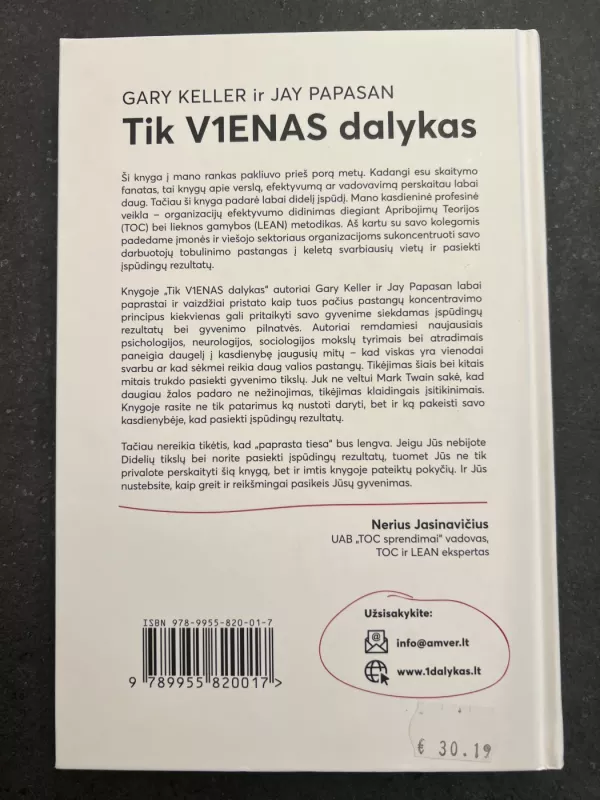 GARY KELLER ir JAY PAPASAN
Tik V1ENAS dalykas
Ši knyga į mano rankas pakliuvo prieš porą metų. Kadangi esu skaitymo
fanatas, tai knygų apie verslą, efektyvumą ar vadovavimą perskaitau labai
daug. Tačiau ši knyga padarė labai didelį įspūdį. Mano kasdieninė profesinė
veikla – organizacijų efektyvumo didinimas diegiant Apribojimų Teorijos
(TOC) bei lieknos gamybos (LEAN) metodikas. Aš kartu su savo kolegomis
padedame įmonės ir viešojo sektoriaus organizacijoms sukoncentruoti savo
darbuotojų tobulinimo pastangas į keletą svarbiausių vietų ir pasiekti
įspūdingų rezultatų.
Knygoje „Tik V1ENAS dalykas“ autoriai Gary Keller ir Jay Papasan labai
paprastai ir vaizdžiai pristato kaip tuos pačius pastangų koncentravimo
principus kiekvienas gali pritaikyti savo gyvenime siekdamas įspūdingų
rezultatų bei gyvenimo pilnatvės. Autoriai remdamiesi naujausiais
psichologijos, neurologijos, sociologijos mokslų tyrimais bei atradimais
paneigia daugelį į kasdienybę įaugusių mitų – kad viskas yra vienodai
svarbu ar kad sėkmei reikia daug valios pastangų. Tikėjimas šiais bei kitais
mitais trukdo pasiekti gyvenimo tikslų. Juk ne veltui Mark Twain sakė, kad
daugiau žalos padaro ne nežinojimas, tikėjimas klaidingais įsitikinimais.
Knygoje rasite ne tik patarimus ką nustoti daryti, bet ir ką pakeisti savo
kasdienybėje, kad pasiekti įspūdingų rezultatų.
Tačiau nereikia tikėtis, kad „paprasta tiesa“ bus lengva. Jeigu Jūs nebijote
Didelių tikslų bei norite pasiekti įspūdingų rezultatų, tuomet Jūs ne tik
privalote perskaityti šią knygą, bet ir imtis knygoje pateiktų pokyčių. Ir Jūs
nustebsite, kaip greit ir reikšmingai pasikeis Jūsų gyvenimas.
Nerius Jasinavičius
UAB „TOC sprendimai“ vadovas,
TOC ir LEAN ekspertas
ISBN 978-9955-820-01-7
9 789955 820017 >
Užsisakykite:
info@amver.lt
www.1dalykas.lt
€ 30.19